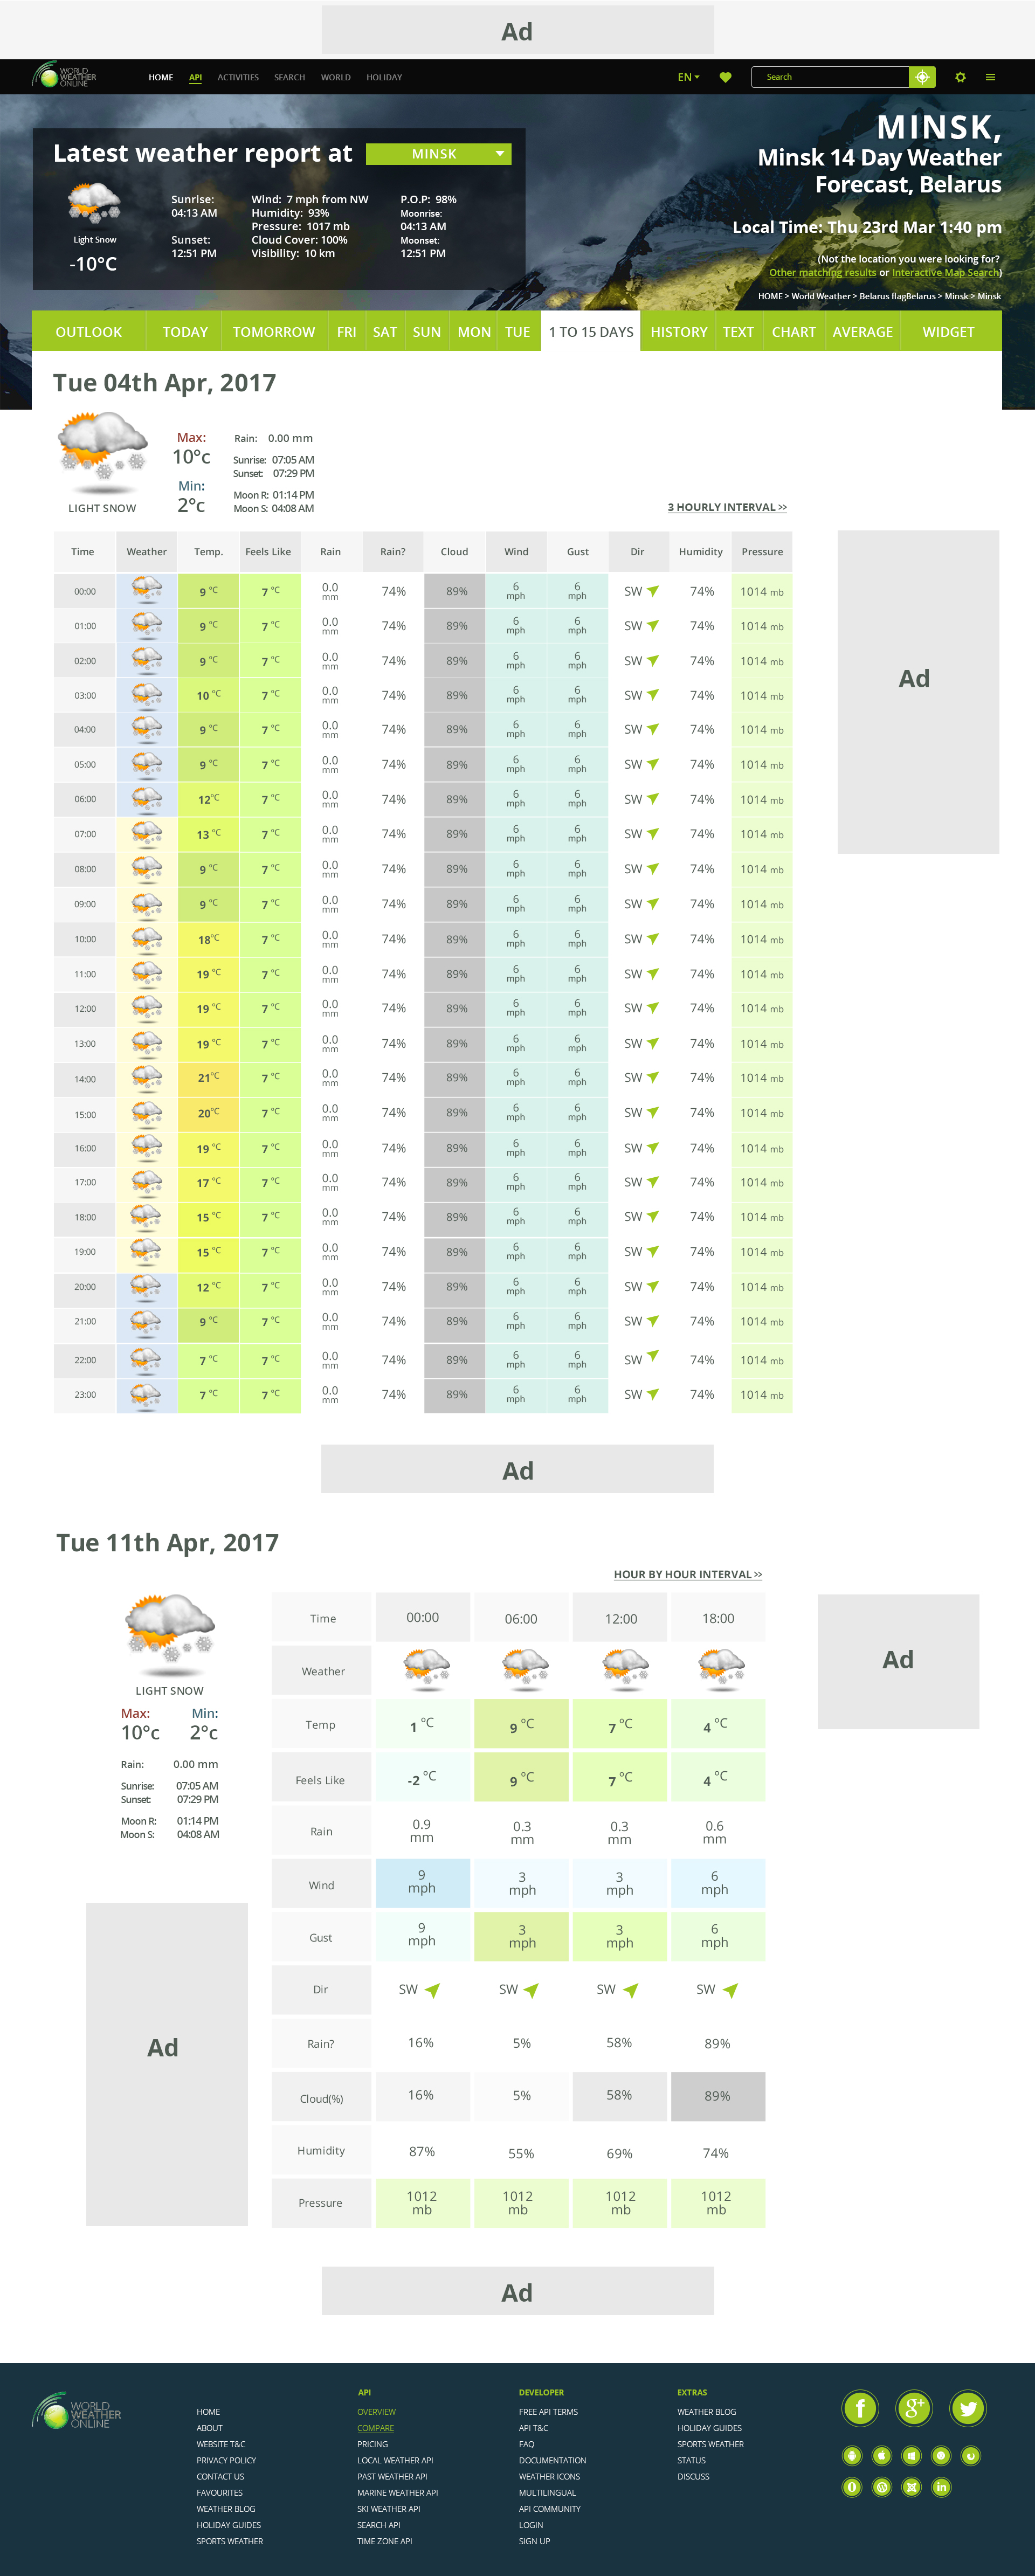 Ad
WORLD WEATHER ONLINE
HOME API ACTIVITIES SEARCH WORLD HOLIDAY EN Search
Latest weather report at MINSK
Light Snow
-10°C
Sunrise:
04:13 AM
Sunset:
12:51 PM
Wind: 7 mph from NW
Humidity: 93%
Pressure: 1017 mb
Cloud Cover: 100%
Visibility: 10 km
P.O.P: 98%
Moonrise:
04:13 AM
Moonset:
12:51 PM
MINSK,
Minsk 14 Day Weather
Forecast, Belarus
Local Time: Thu 23rd Mar 1:40 pm
(Not the location you were looking for?
Other matching results or Interactive Map Search)
HOME > World Weather > Belarus flagBelarus > Minsk > Minsk
OUTLOOK TODAY TOMORROW FRI SAT SUN MON TUE 1 TO 15 DAYS HISTORY TEXT CHART AVERAGE WIDGET
Tue 04th Apr, 2017
LIGHT SNOW
Max:
10°c
Min:
2°c
Rain: 0.00 mm
Sunrise: 07:05 AM
Sunset: 07:29 PM
Moon R: 01:14 PM
Moon S: 04:08 AM
3 HOURLY INTERVAL >>
Time Weather Temp. Feels Like Rain Rain? Cloud Wind Gust Dir Humidity Pressure
00:00 9 °C 7 °C 0.0 mm 74% 89% 6 mph 6 mph SW 74% 1014 mb
01:00 9 °C 7 °C 0.0 mm 74% 89% 6 mph 6 mph SW 74% 1014 mb
02:00 9 °C 7 °C 0.0 mm 74% 89% 6 mph 6 mph SW 74% 1014 mb
03:00 10 °C 7 °C 0.0 mm 74% 89% 6 mph 6 mph SW 74% 1014 mb
04:00 9 °C 7 °C 0.0 mm 74% 89% 6 mph 6 mph SW 74% 1014 mb
05:00 9 °C 7 °C 0.0 mm 74% 89% 6 mph 6 mph SW 74% 1014 mb
06:00 12°C 7 °C 0.0 mm 74% 89% 6 mph 6 mph SW 74% 1014 mb
07:00 13 °C 7 °C 0.0 mm 74% 89% 6 mph 6 mph SW 74% 1014 mb
08:00 9 °C 7 °C 0.0 mm 74% 89% 6 mph 6 mph SW 74% 1014 mb
09:00 9 °C 7 °C 0.0 mm 74% 89% 6 mph 6 mph SW 74% 1014 mb
10:00 18°C 7 °C 0.0 mm 74% 89% 6 mph 6 mph SW 74% 1014 mb
11:00 19 °C 7 °C 0.0 mm 74% 89% 6 mph 6 mph SW 74% 1014 mb
12:00 19 °C 7 °C 0.0 mm 74% 89% 6 mph 6 mph SW 74% 1014 mb
13:00 19 °C 7 °C 0.0 mm 74% 89% 6 mph 6 mph SW 74% 1014 mb
14:00 21°C 7 °C 0.0 mm 74% 89% 6 mph 6 mph SW 74% 1014 mb
15:00 20°C 7 °C 0.0 mm 74% 89% 6 mph 6 mph SW 74% 1014 mb
16:00 19 °C 7 °C 0.0 mm 74% 89% 6 mph 6 mph SW 74% 1014 mb
17:00 17 °C 7 °C 0.0 mm 74% 89% 6 mph 6 mph SW 74% 1014 mb
18:00 15 °C 7 °C 0.0 mm 74% 89% 6 mph 6 mph SW 74% 1014 mb
19:00 15 °C 7 °C 0.0 mm 74% 89% 6 mph 6 mph SW 74% 1014 mb
20:00 12 °C 7 °C 0.0 mm 74% 89% 6 mph 6 mph SW 74% 1014 mb
21:00 9 °C 7 °C 0.0 mm 74% 89% 6 mph 6 mph SW 74% 1014 mb
22:00 7 °C 7 °C 0.0 mm 74% 89% 6 mph 6 mph SW 74% 1014 mb
23:00 7 °C 7 °C 0.0 mm 74% 89% 6 mph 6 mph SW 74% 1014 mb
Ad
Ad
Tue 11th Apr, 2017
HOUR BY HOUR INTERVAL >>
LIGHT SNOW
Max: Min:
10°c 2°c
Rain: 0.00 mm
Sunrise: 07:05 AM
Sunset: 07:29 PM
Moon R: 01:14 PM
Moon S: 04:08 AM
Ad
Time 00:00 06:00 12:00 18:00
Weather
Temp 1 °C 9 °C 7 °C 4 °C
Feels Like -2 °C 9 °C 7 °C 4 °C
Rain 0.9 mm 0.3 mm 0.3 mm 0.6 mm
Wind 9 mph 3 mph 3 mph 6 mph
Gust 9 mph 3 mph 3 mph 6 mph
Dir SW SW SW SW
Rain? 16% 5% 58% 89%
Cloud(%) 16% 5% 58% 89%
Humidity 87% 55% 69% 74%
Pressure 1012 mb 1012 mb 1012 mb 1012 mb
Ad
Ad
WORLD WEATHER ONLINE
HOME
ABOUT
WEBSITE T&C
PRIVACY POLICY
CONTACT US
FAVOURITES
WEATHER BLOG
HOLIDAY GUIDES
SPORTS WEATHER
API
OVERVIEW
COMPARE
PRICING
LOCAL WEATHER API
PAST WEATHER API
MARINE WEATHER API
SKI WEATHER API
SEARCH API
TIME ZONE API
DEVELOPER
FREE API TERMS
API T&C
FAQ
DOCUMENTATION
WEATHER ICONS
MULTILINGUAL
API COMMUNITY
LOGIN
SIGN UP
EXTRAS
WEATHER BLOG
HOLIDAY GUIDES
SPORTS WEATHER
STATUS
DISCUSS